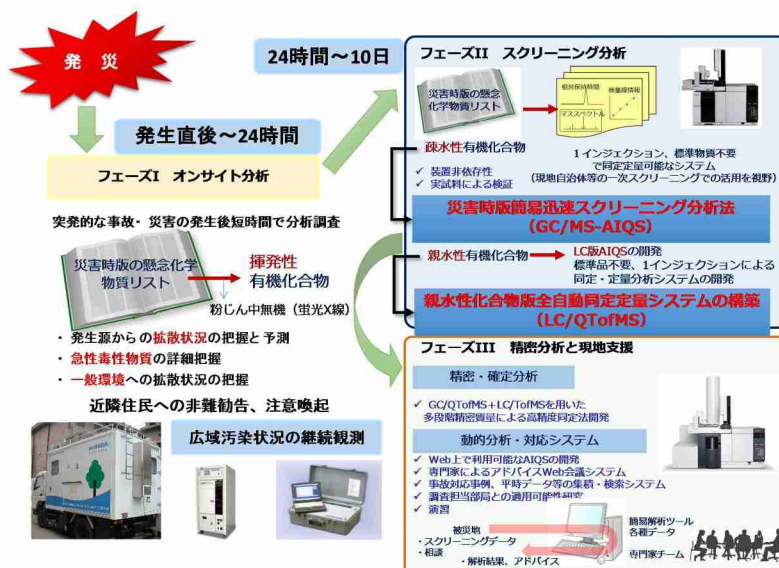 発 災
発生直後～24時間
フェーズI オンサイト分析
突発的な事故・災害の発生後短時間で分析調査
災害時版の懸念化学
物質リスト
揮発性
有機化合物
粉じん中無機（蛍光X線）
・発生源からの拡散状況の把握と予測
・急性毒性物質の詳細把握
・一般環境への拡散状況の把握
近隣住民への非難勧告、注意喚起
広域汚染状況の継続観測
24時間～10日
フェーズII スクリーニング分析
災害時版の懸念
化学物質リスト
相対保持時間
検量線情報
マススペクトル
疎水性有機化合物
✓ 装置非依存性
✓ 実試料による検証
1インジェクション、標準物質不要
で同定定量可能なシステム
（現地自治体等の一次スクリーニングでの活用を視野）
災害時版簡易迅速スクリーニング分析法
（GC/MS-AIQS）
親水性有機化合物
LC版AIQSの開発
標準品不要、1インジェクションによる
同定・定量分析システムの開発
親水性化合物版全自動同定定量システムの構築
（LC/QTofMS）
フェーズIII 精密分析と現地支援
精密・確定分析
✓ GC/QTofMS+LC/TofMSを用いた
多段階精密質量による高精度同定法開発
動的分析・対応システム
✓ Web上で利用可能なAIQSの開発
✓ 専門家によるアドバイスWeb会議システム
✓ 事故対応事例、平時データ等の集積・検索システム
✓ 調査担当部局との適用可能性研究
✓ 演習
被災地
・スクリーニングデータ
・相談
・解析結果、アドバイス
簡易解析ツール
各種データ
専門家チーム